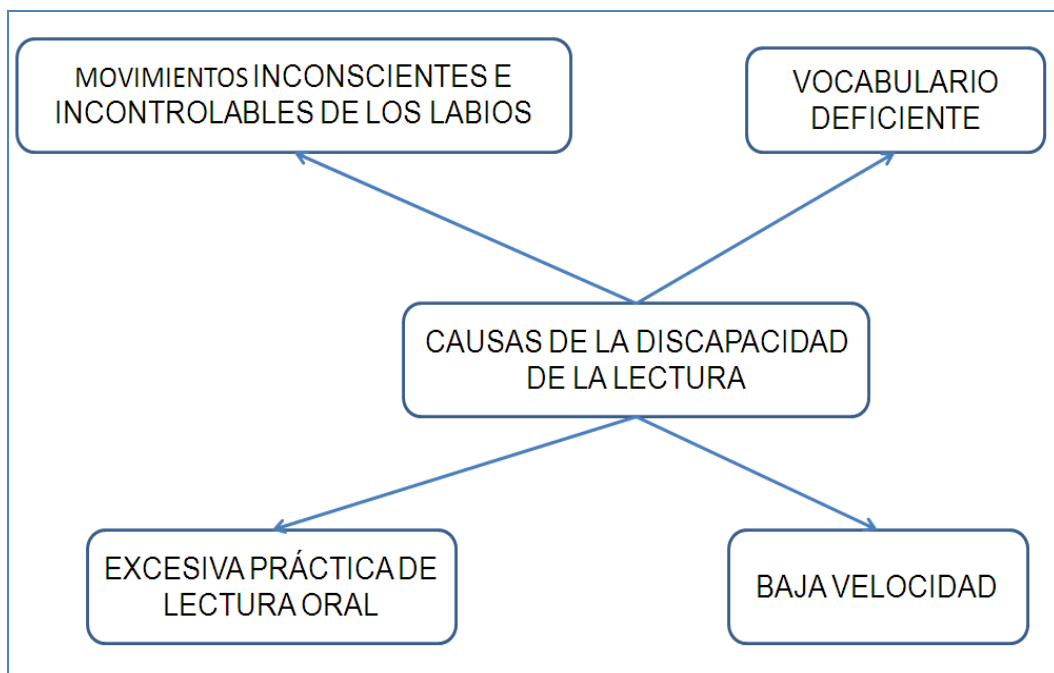 MOVIMIENTOS INCONSCIENTES E
INCONTROLABLES DE LOS LABIOS
VOCABULARIO
DEFICIENTE
CAUSAS DE LA DISCAPACIDAD
DE LA LECTURA
EXCESIVA PRÁCTICA DE
LECTURA ORAL
BAJA VELOCIDAD